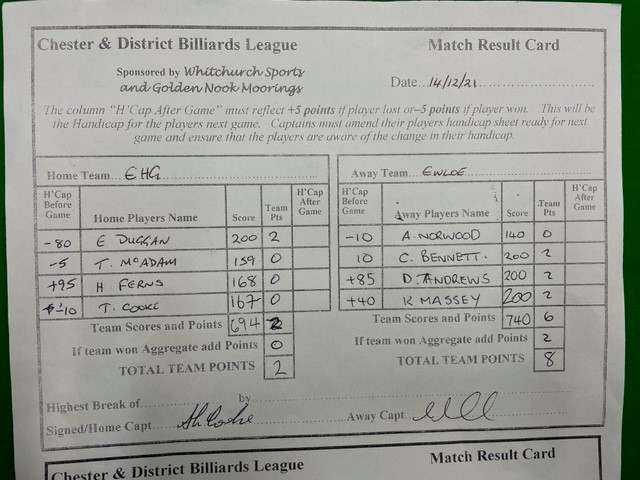 Chester & District Billiards League Match Result Card
Sponsored by Whitchurch Sports
and Golden Nook Moorings
Date 14/12/21
The column "H'Cap After Game" must reflect +5 points if player lost or –5 points if player won. This will be
the Handicap for the players next game. Captains must amend their players handicap sheet ready for next
game and ensure that the players are aware of the change in their handicap.
Home Team... EHG
H'Cap Before Game Home Players Name Score Team Pts H'Cap After Game
-80 E DUGGAN 200 2
-5 T. McADAM 159 0
+95 H FERNS 168 0
-10 T. COOKE 167 0
Team Scores and Points 694 2
If team won Aggregate add Points 0
TOTAL TEAM POINTS 2
Away Team... EWLOE
H'Cap Before Game Away Players Name Score Team Pts H'Cap After Game
-10 A. NORWOOD 140 0
10 C. BENNETT. 200 2
+85 D. ANDREWS 200 2
+40 K MASSEY 200 2
Team Scores and Points 740 6
If team won Aggregate add Points 2
TOTAL TEAM POINTS 8
Highest Break of by
Signed/Home Capt
Away Capt
Chester & District Billiards League Match Result Card